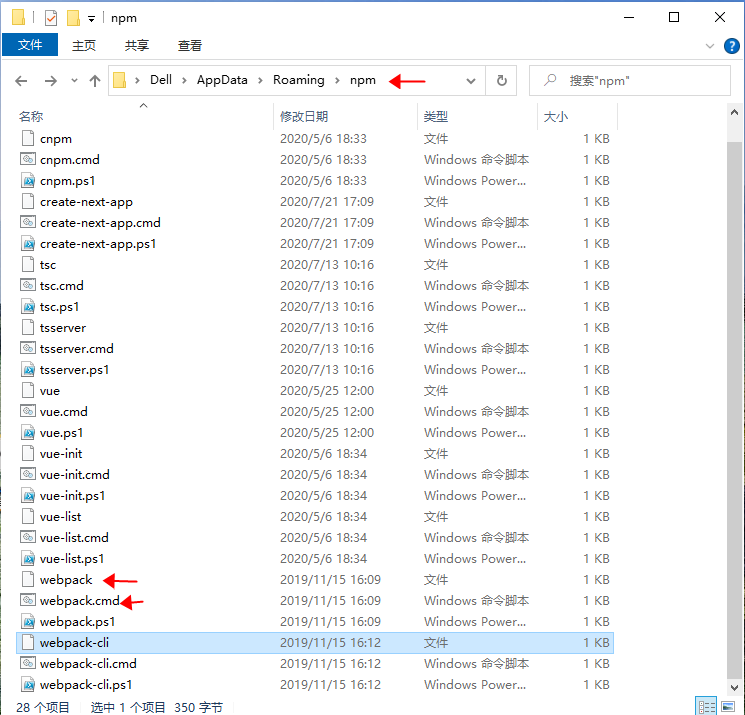 npm
文件 主页 共享 查看
Dell AppData Roaming npm 搜索"npm"
名称 修改日期 类型 大小
cnpm 2020/5/6 18:33 文件 1 KB
cnpm.cmd 2020/5/6 18:33 Windows 命令脚本 1 KB
cnpm.ps1 2020/5/6 18:33 Windows Power... 1 KB
create-next-app 2020/7/21 17:09 文件 1 KB
create-next-app.cmd 2020/7/21 17:09 Windows 命令脚本 1 KB
create-next-app.ps1 2020/7/21 17:09 Windows Power... 1 KB
tsc 2020/7/13 10:16 文件 1 KB
tsc.cmd 2020/7/13 10:16 Windows 命令脚本 1 KB
tsc.ps1 2020/7/13 10:16 Windows Power... 1 KB
tsserver 2020/7/13 10:16 文件 1 KB
tsserver.cmd 2020/7/13 10:16 Windows 命令脚本 1 KB
tsserver.ps1 2020/7/13 10:16 Windows Power... 1 KB
vue 2020/5/25 12:00 文件 1 KB
vue.cmd 2020/5/25 12:00 Windows 命令脚本 1 KB
vue.ps1 2020/5/25 12:00 Windows Power... 1 KB
vue-init 2020/5/6 18:34 文件 1 KB
vue-init.cmd 2020/5/6 18:34 Windows 命令脚本 1 KB
vue-init.ps1 2020/5/6 18:34 Windows Power... 1 KB
vue-list 2020/5/6 18:34 文件 1 KB
vue-list.cmd 2020/5/6 18:34 Windows 命令脚本 1 KB
vue-list.ps1 2020/5/6 18:34 Windows Power... 1 KB
webpack 2019/11/15 16:09 文件 1 KB
webpack.cmd 2019/11/15 16:09 Windows 命令脚本 1 KB
webpack.ps1 2019/11/15 16:09 Windows Power... 1 KB
webpack-cli 2019/11/15 16:12 文件 1 KB
webpack-cli.cmd 2019/11/15 16:12 Windows 命令脚本 1 KB
webpack-cli.ps1 2019/11/15 16:12 Windows Power... 1 KB
28 个项目 选中 1 个项目 350 字节